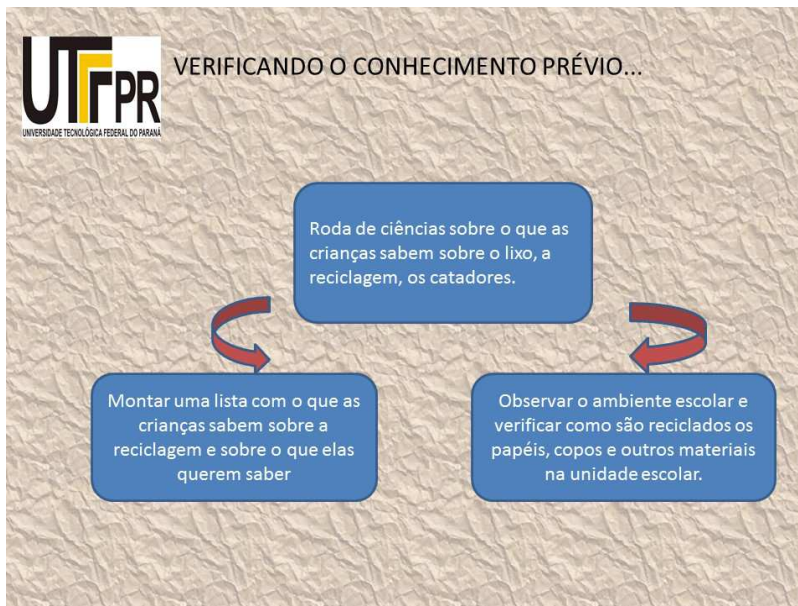 UTFPR
UNIVERSIDADE TECNOLÓGICA FEDERAL DO PARANÁ
VERIFICANDO O CONHECIMENTO PRÉVIO...
Roda de ciências sobre o que as
crianças sabem sobre o lixo, a
reciclagem, os catadores.
Montar uma lista com o que as
crianças sabem sobre a
reciclagem e sobre o que elas
querem saber
Observar o ambiente escolar e
verificar como são reciclados os
papéis, copos e outros materiais
na unidade escolar.